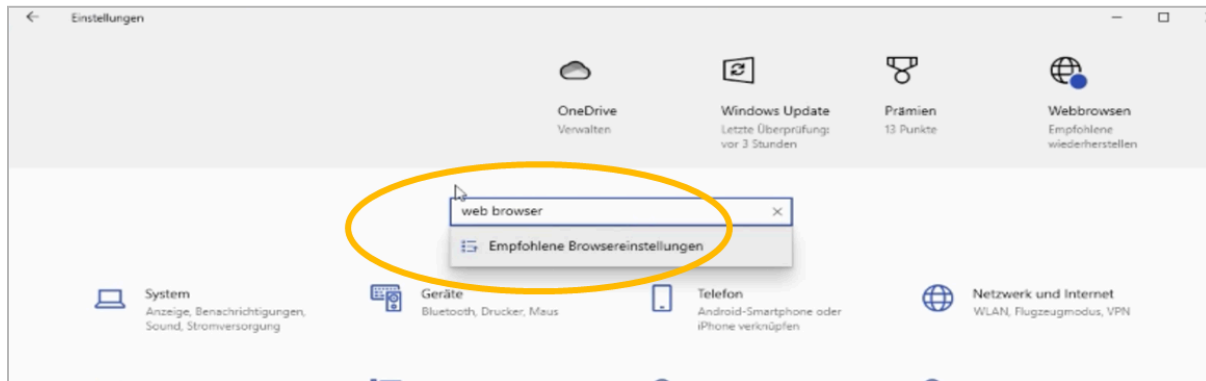 Einstellungen
OneDrive
Verwalten
Windows Update
Letzte Überprüfung:
vor 3 Stunden
Prämien
13 Punkte
Webbrowsen
Empfohlene
wiederherstellen
web browser
Empfohlene Browsereinstellungen
System
Anzeige, Benachrichtigungen,
Sound, Stromversorgung
Geräte
Bluetooth, Drucker, Maus
Telefon
Android-Smartphone oder
iPhone verknüpfen
Netzwerk und Internet
WLAN, Flugzeugmodus, VPN